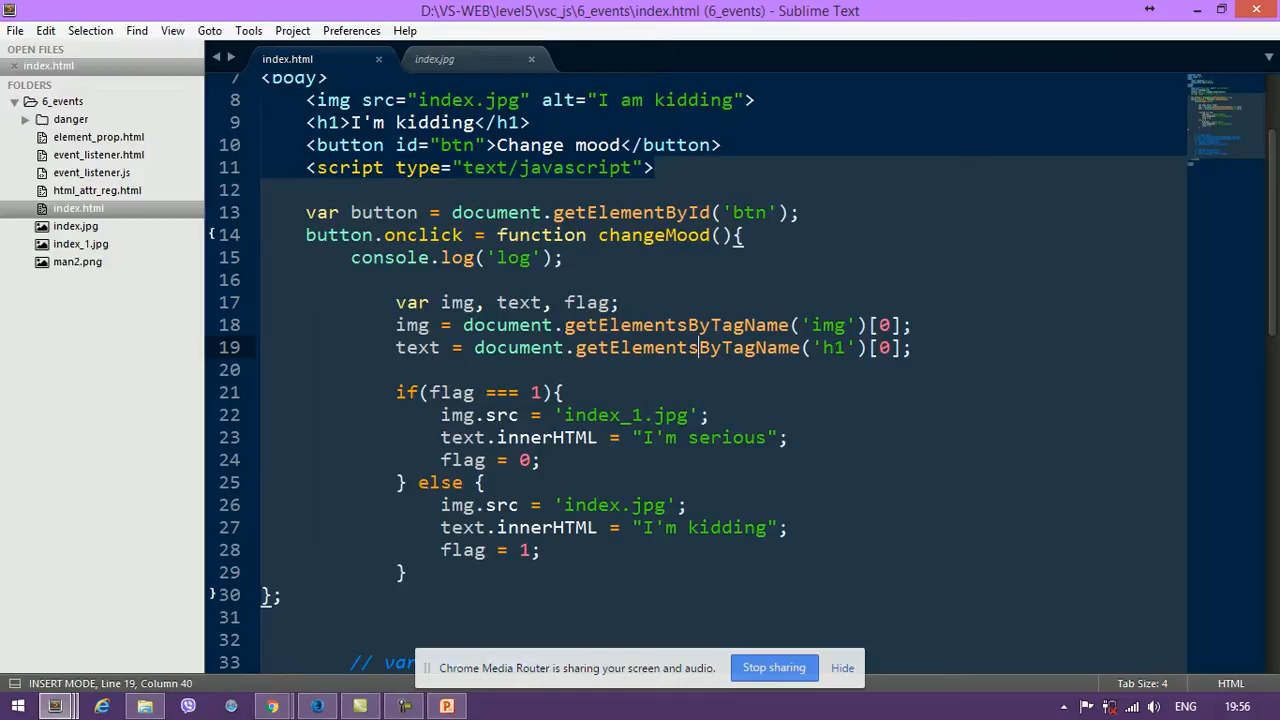 D:\VS-WEB\level5\vsc_js\6_events\index.html (6_events) - Sublime Text
File Edit Selection Find View Goto Tools Project Preferences Help
OPEN FILES
× index.html
FOLDERS
6_events
danger
element_prop.html
event_listener.html
event_listener.js
html_attr_reg.html
index.html
index.jpg
index_1.jpg
man2.png
index.html × index.jpg ×
7 <body>
8 <img src="index.jpg" alt="I am kidding">
9 <h1>I'm kidding</h1>
10 <button id="btn">Change mood</button>
11 <script type="text/javascript">
12
13 var button = document.getElementById('btn');
14 button.onclick = function changeMood(){
15 console.log('log');
16
17 var img, text, flag;
18 img = document.getElementsByTagName('img')[0];
19 text = document.getElementsByTagName('h1')[0];
20
21 if(flag === 1){
22 img.src = 'index_1.jpg';
23 text.innerHTML = "I'm serious";
24 flag = 0;
25 } else {
26 img.src = 'index.jpg';
27 text.innerHTML = "I'm kidding";
28 flag = 1;
29 }
30 };
31
32
33 // var
Chrome Media Router is sharing your screen and audio. Stop sharing Hide
INSERT MODE, Line 19, Column 40 Tab Size: 4 HTML
ENG 19:56